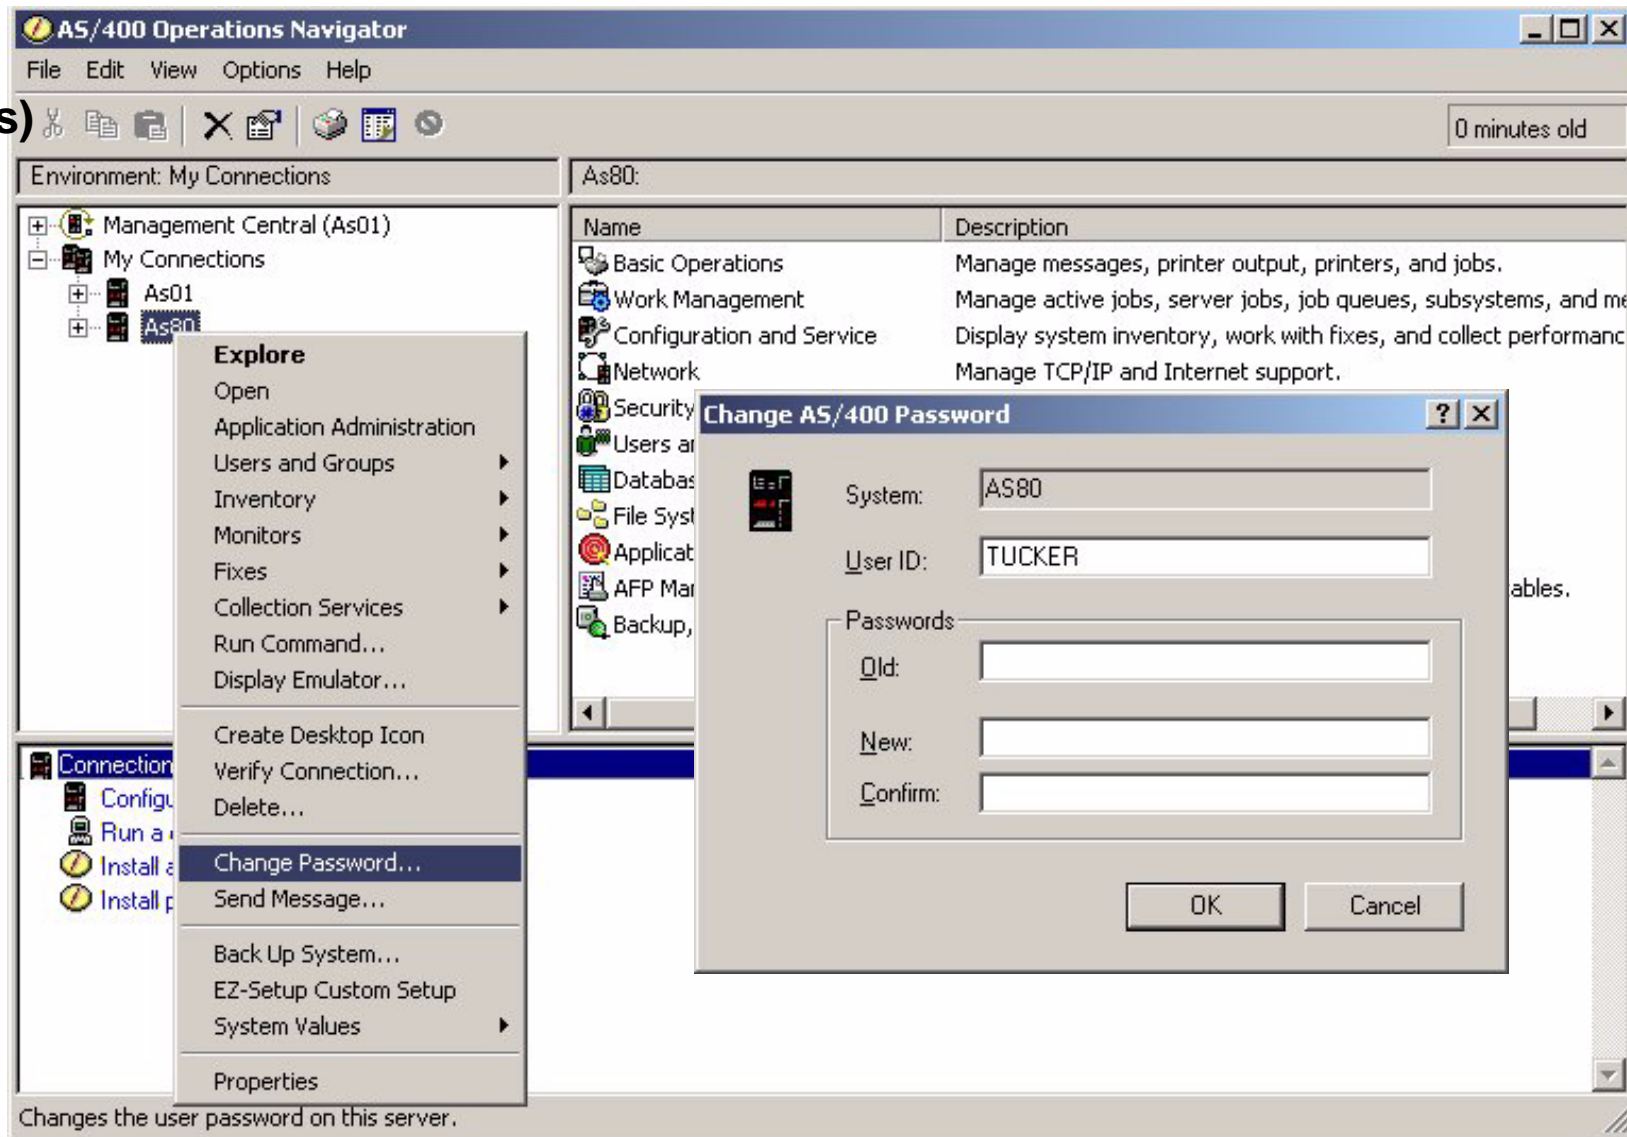 AS/400 Operations Navigator
File Edit View Options Help
s)
0 minutes old
Environment: My Connections
As80:
Management Central (As01)
My Connections
As01
As80
Name Description
Basic Operations Manage messages, printer output, printers, and jobs.
Work Management Manage active jobs, server jobs, job queues, subsystems, and me
Configuration and Service Display system inventory, work with fixes, and collect performanc
Network Manage TCP/IP and Internet support.
Security
Users a
Databas
File Syst
Applicat
AFP Mar ables.
Backup,
Explore
Open
Application Administration
Users and Groups
Inventory
Monitors
Fixes
Collection Services
Run Command...
Display Emulator...
Create Desktop Icon
Verify Connection...
Delete...
Change Password...
Send Message...
Back Up System...
EZ-Setup Custom Setup
System Values
Properties
Change AS/400 Password
System: AS80
User ID: TUCKER
Passwords
Old:
New:
Confirm:
OK Cancel
Connection
Configu
Run a
Install a
Install p
Changes the user password on this server.